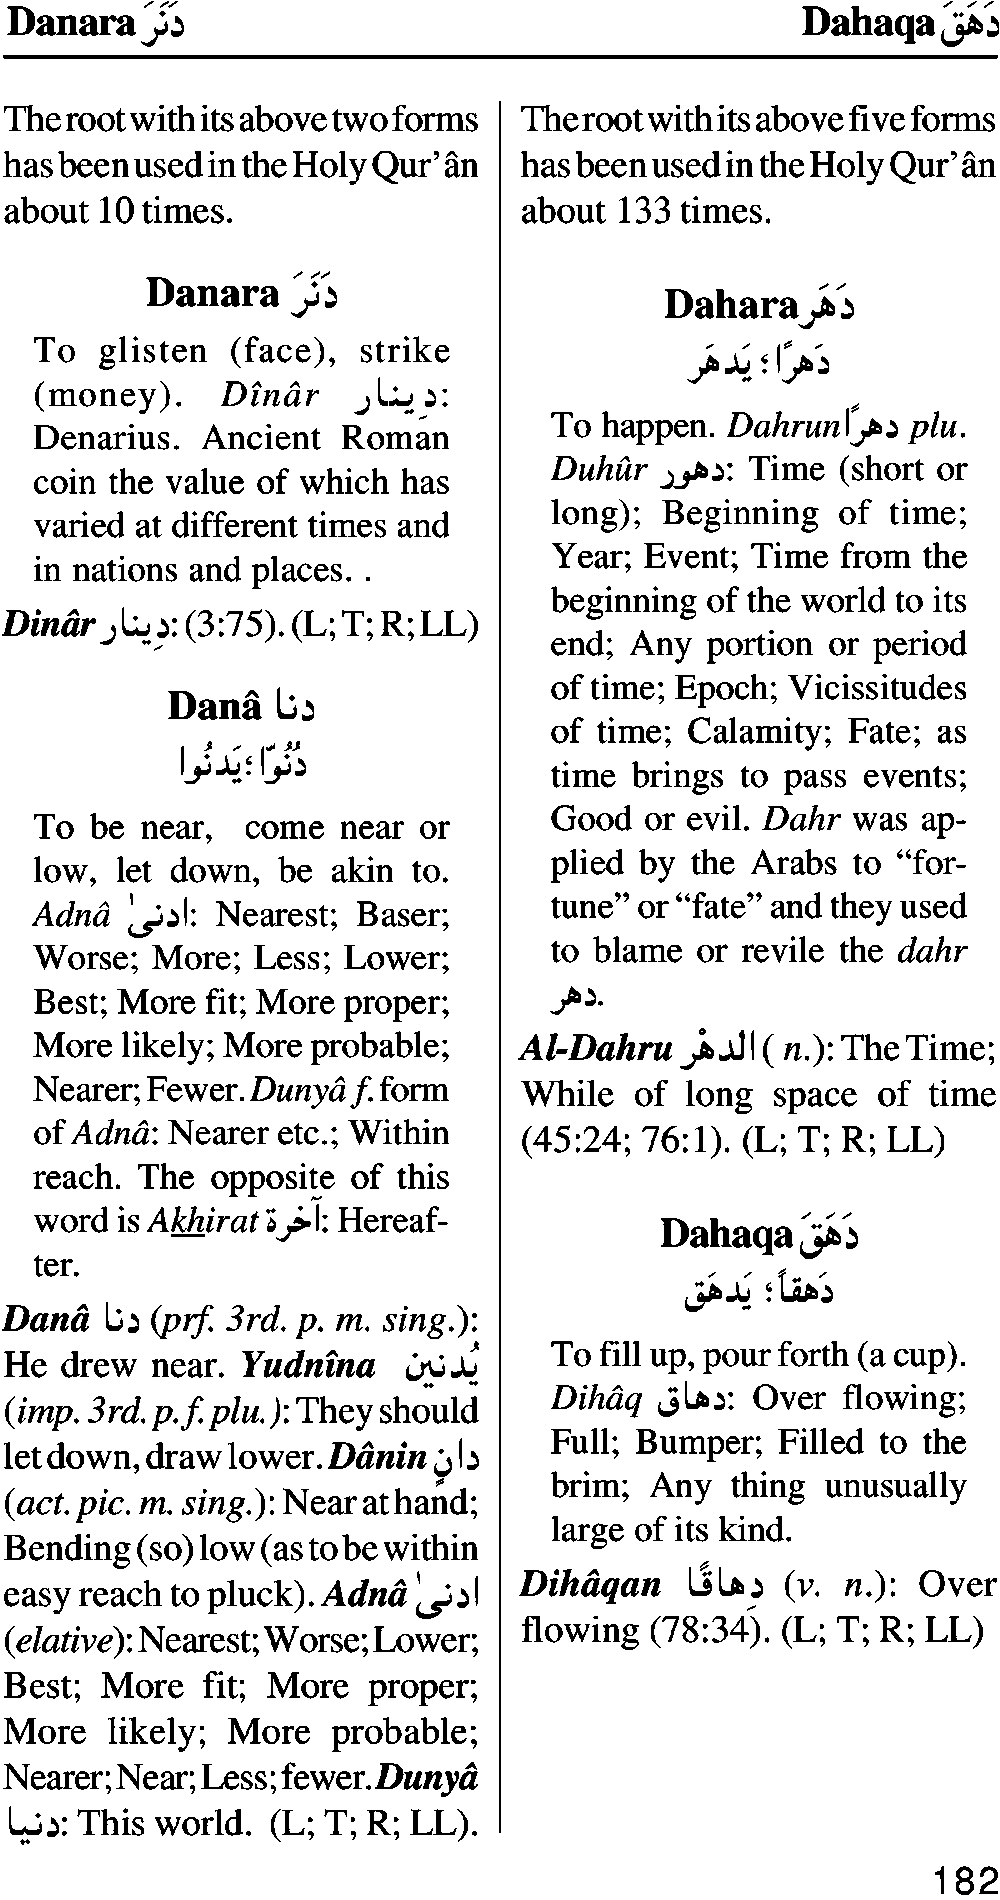 Danara دَنَرَ
Dahaqa دَهَقَ
The root with its above two forms
has been used in the Holy Qur'ân
about 10 times.
Danara دَنَرَ
To glisten (face), strike
(money). Dînâr دِينار:
Denarius. Ancient Roman
coin the value of which has
varied at different times and
in nations and places. .
Dinâr دِينار: (3:75). (L; T; R; LL)
Danâ دنا
دُنُوّا ؛ يَدنُوا
To be near, come near or
low, let down, be akin to.
Adnâ ادنىٰ: Nearest; Baser;
Worse; More; Less; Lower;
Best; More fit; More proper;
More likely; More probable;
Nearer; Fewer. Dunyâ f. form
of Adnâ: Nearer etc.; Within
reach. The opposite of this
word is Akhirat آخرة: Hereaf-
ter.
Danâ دنا (prf. 3rd. p. m. sing.):
He drew near. Yudnîna يُدنين
(imp. 3rd. p. f. plu.): They should
let down, draw lower. Dânin دانٍ
(act. pic. m. sing.): Near at hand;
Bending (so) low (as to be within
easy reach to pluck). Adnâ ادنىٰ
(elative): Nearest; Worse; Lower;
Best; More fit; More proper;
More likely; More probable;
Nearer; Near; Less; fewer. Dunyâ
دنيا: This world. (L; T; R; LL).
The root with its above five forms
has been used in the Holy Qur'ân
about 133 times.
Dahara دَهَر
دَهرًا ؛ يَدهَر
To happen. Dahrun دهرًا plu.
Duhûr دهور: Time (short or
long); Beginning of time;
Year; Event; Time from the
beginning of the world to its
end; Any portion or period
of time; Epoch; Vicissitudes
of time; Calamity; Fate; as
time brings to pass events;
Good or evil. Dahr was ap-
plied by the Arabs to “for-
tune” or “fate” and they used
to blame or revile the dahr
دهر.
Al-Dahru الدهْر ( n.): The Time;
While of long space of time
(45:24; 76:1). (L; T; R; LL)
Dahaqa دَهَقَ
دَهقاً ؛ يَدهَق
To fill up, pour forth (a cup).
Dihâq دهاق: Over flowing;
Full; Bumper; Filled to the
brim; Any thing unusually
large of its kind.
Dihâqan دِهاقًا (v. n.): Over
flowing (78:34). (L; T; R; LL)
182